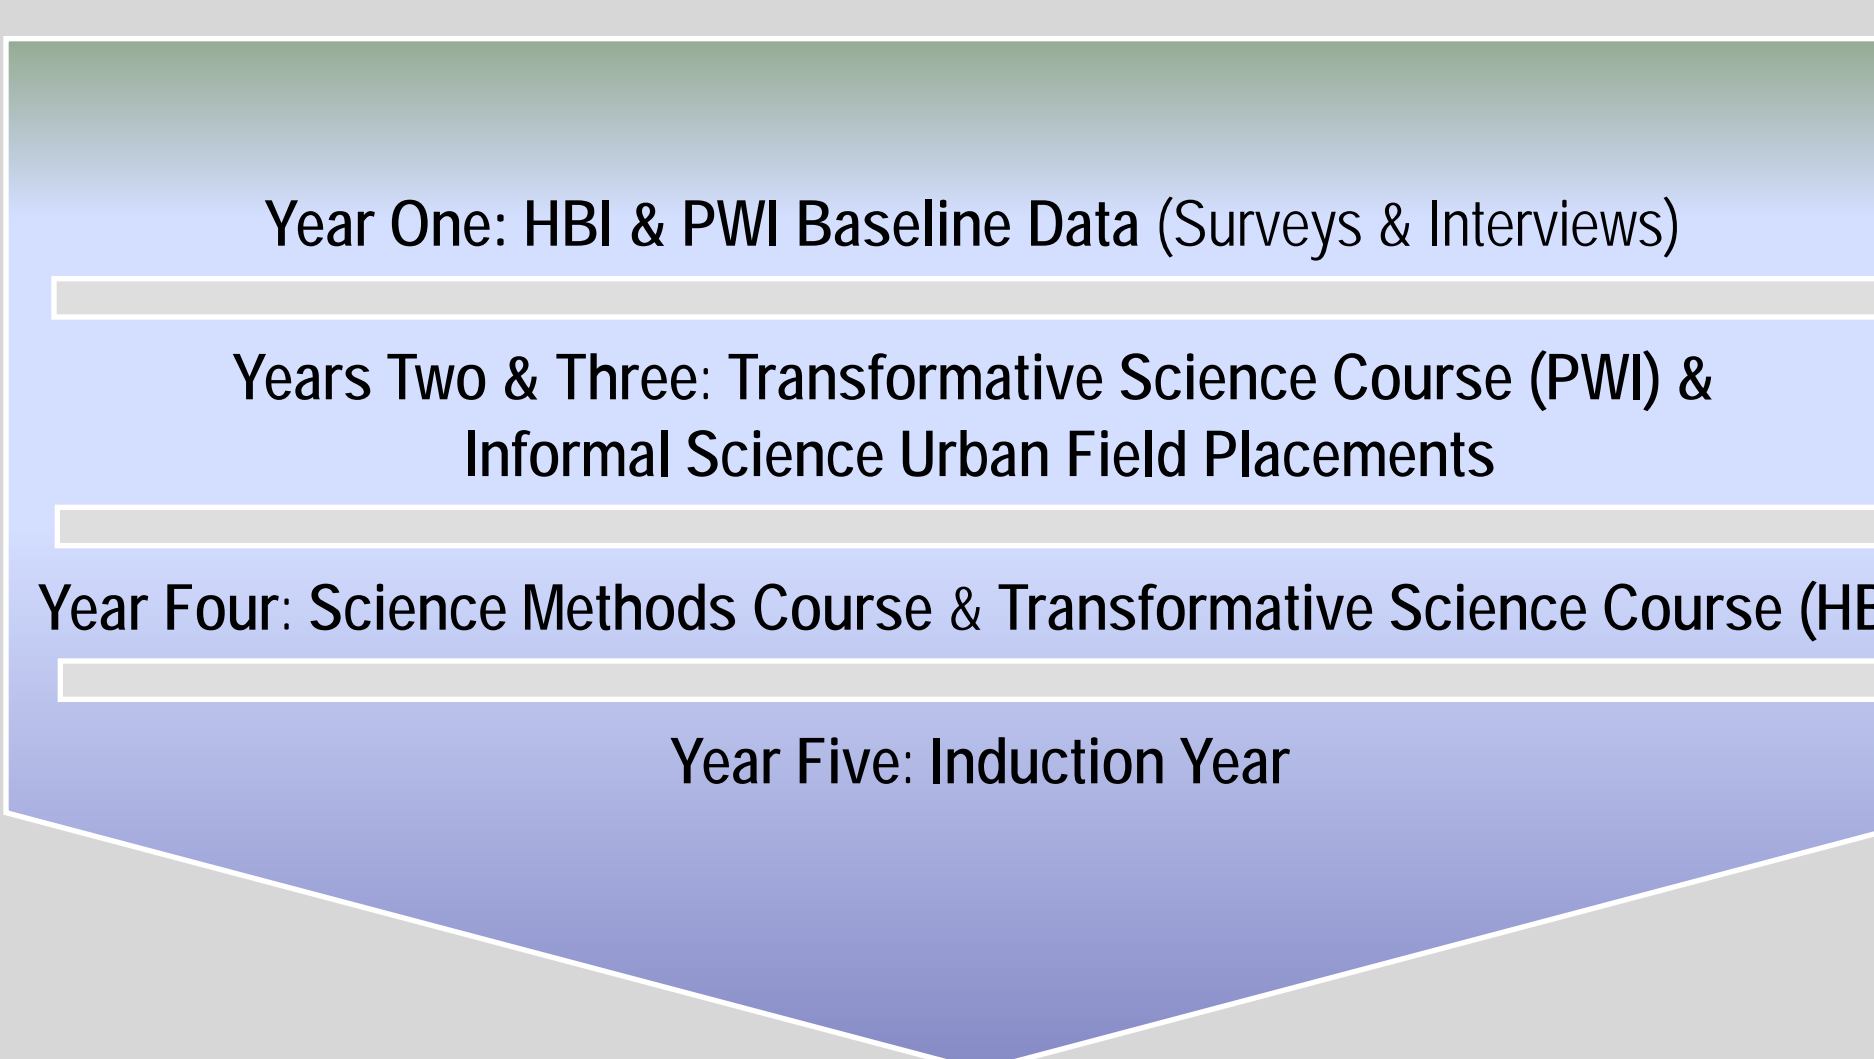 Year One: HBI & PWI Baseline Data (Surveys & Interviews)
Years Two & Three: Transformative Science Course (PWI) &
Informal Science Urban Field Placements
Year Four: Science Methods Course & Transformative Science Course
Year Five: Induction Year